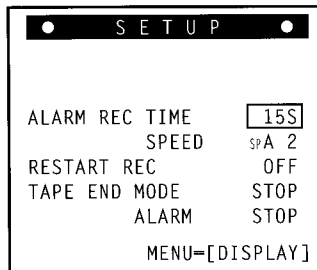 ● SETUP ●
ALARM REC TIME 15S
SPEED SPA 2
RESTART REC OFF
TAPE END MODE STOP
ALARM STOP
MENU=[DISPLAY]